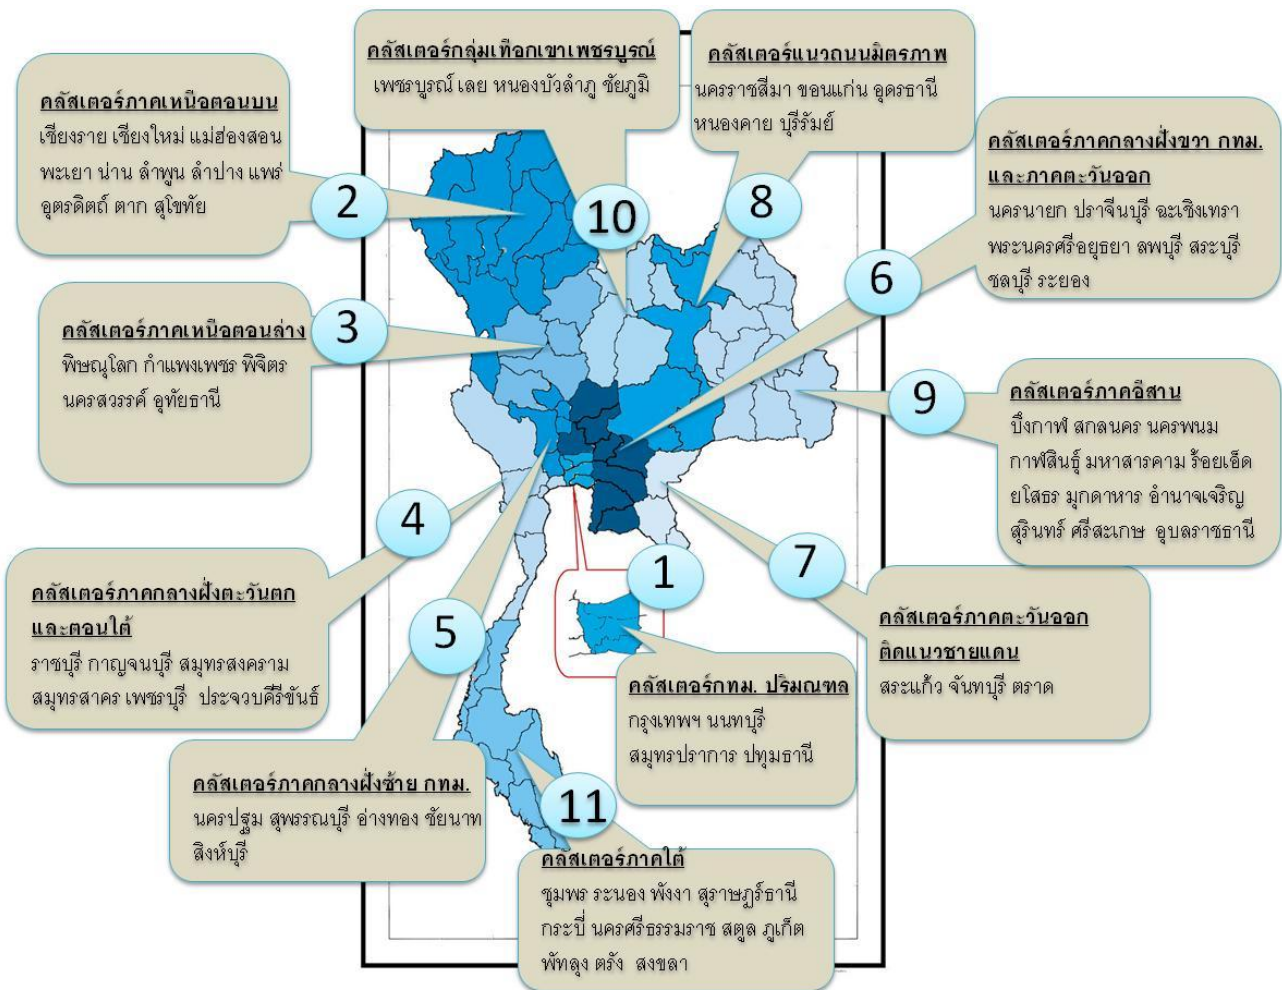 คลัสเตอร์กลุ่มเทือกเขาเพชรบูรณ์
เพชรบูรณ์ เลย หนองบัวลำภู ชัยภูมิ
10
คลัสเตอร์แนวถนนมิตรภาพ
นครราชสีมา ขอนแก่น อุดรธานี
หนองคาย บุรีรัมย์
8
คลัสเตอร์ภาคเหนือตอนบน
เชียงราย เชียงใหม่ แม่ฮ่องสอน
พะเยา น่าน ลำพูน ลำปาง แพร่
อุตรดิตถ์ ตาก สุโขทัย
2
คลัสเตอร์ภาคกลางฝั่งขวา กทม.
และภาคตะวันออก
นครนายก ปราจีนบุรี ฉะเชิงเทรา
พระนครศรีอยุธยา ลพบุรี สระบุรี
ชลบุรี ระยอง
6
คลัสเตอร์ภาคเหนือตอนล่าง
พิษณุโลก กำแพงเพชร พิจิตร
นครสวรรค์ อุทัยธานี
3
คลัสเตอร์ภาคอีสาน
บึงกาฬ สกลนคร นครพนม
กาฬสินธุ์ มหาสารคาม ร้อยเอ็ด
ยโสธร มุกดาหาร อำนาจเจริญ
สุรินทร์ ศรีสะเกษ อุบลราชธานี
9
คลัสเตอร์ภาคกลางฝั่งตะวันตก
และตอนใต้
ราชบุรี กาญจนบุรี สมุทรสงคราม
สมุทรสาคร เพชรบุรี ประจวบคีรีขันธ์
4
คลัสเตอร์ภาคตะวันออก
ติดแนวชายแดน
สระแก้ว จันทบุรี ตราด
7
คลัสเตอร์กทม. ปริมณฑล
กรุงเทพฯ นนทบุรี
สมุทรปราการ ปทุมธานี
1
คลัสเตอร์ภาคกลางฝั่งซ้าย กทม.
นครปฐม สุพรรณบุรี อ่างทอง ชัยนาท
สิงห์บุรี
5
คลัสเตอร์ภาคใต้
ชุมพร ระนอง พังงา สุราษฎร์ธานี
กระบี่ นครศรีธรรมราช สตูล ภูเก็ต
พัทลุง ตรัง สงขลา
11